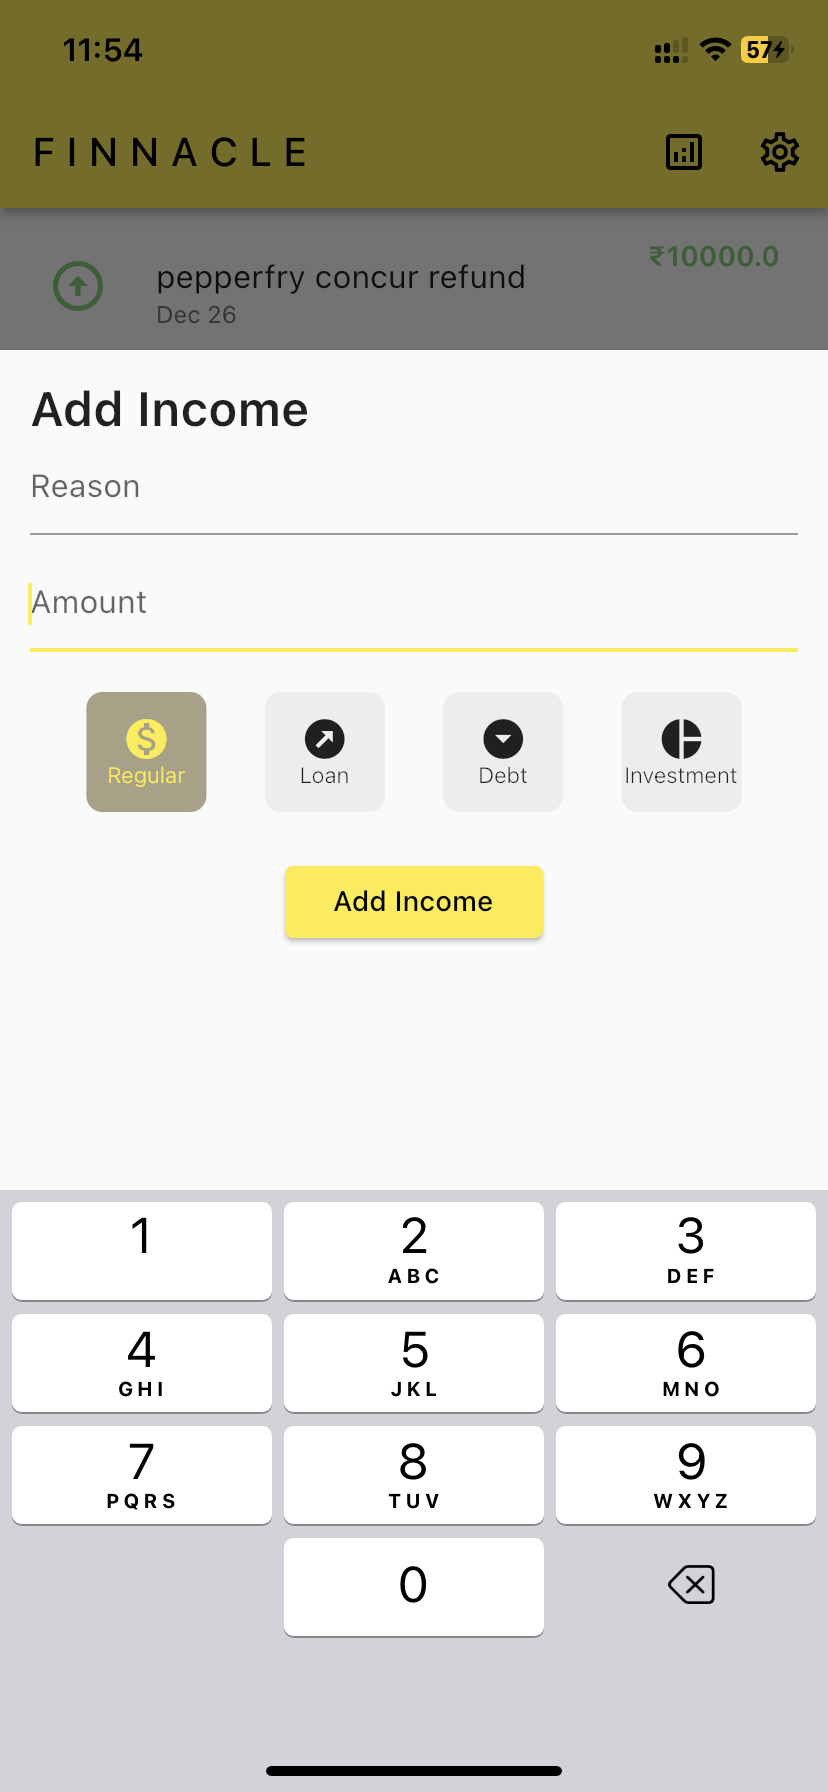 11:54
57
FINNACLE
pepperfry concur refund
₹10000.0
Dec 26
Add Income
Reason
Amount
Regular
Loan
Debt
Investment
Add Income
1
2
3
ABC
DEF
4
5
6
GHI
JKL
MNO
7
8
9
PQRS
TUV
WXYZ
0